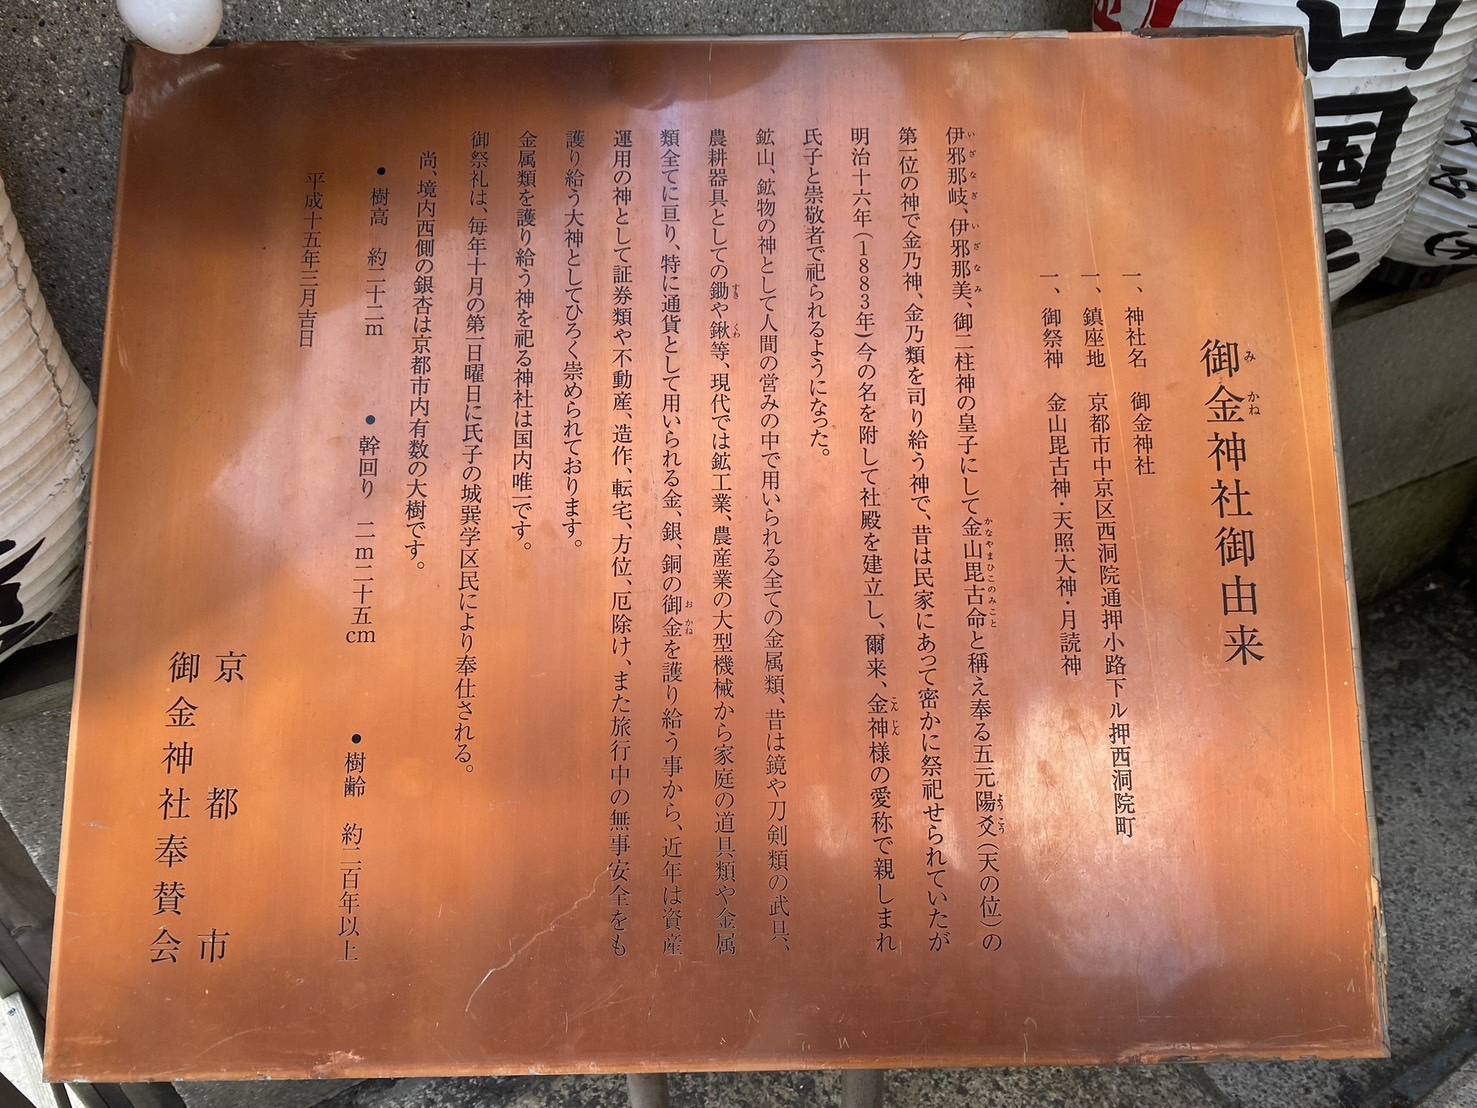 御金神社御由来
一、神社名　御金神社
一、鎮座地　京都市中京区西洞院通押小路下ル押西洞院町
一、御祭神　金山毘古神・天照大神・月読神
伊邪那岐、伊邪那美、御二柱神の皇子にして金山毘古命と稱え奉る五元陽爻（天の位）の
第一位の神で金乃神、金乃類を司り給う神で、昔は民家にあって密かに祭祀せられていたが
明治十六年（1883年）今の名を附して社殿を建立し、爾来、金神様の愛称で親しまれ
氏子と崇敬者で祀られるようになった。
鉱山、鉱物の神として人間の営みの中で用いられる全ての金属類、昔は鏡や刀剣類の武具、
農耕器具としての鋤や鍬等、現代では鉱工業、農産業の大型機械から家庭の道具類や金属
類全てに亘り、特に通貨として用いられる金、銀、銅の御金を護り給う事から、近年は資産
運用の神として証券類や不動産、造作、転宅、方位、厄除け、また旅行中の無事安全をも
護り給う大神としてひろく崇められております。
金属類を護り給う神を祀る神社は国内唯一です。
御祭礼は、毎年十月の第一日曜日に氏子の城巽学区民により奉仕される。
尚、境内西側の銀杏は京都市内有数の大樹です。
●樹高　約二十二m　●幹回り　二m二十五cm　●樹齢　約二百年以上
平成十五年三月吉日
京都市
御金神社奉賛会
山国